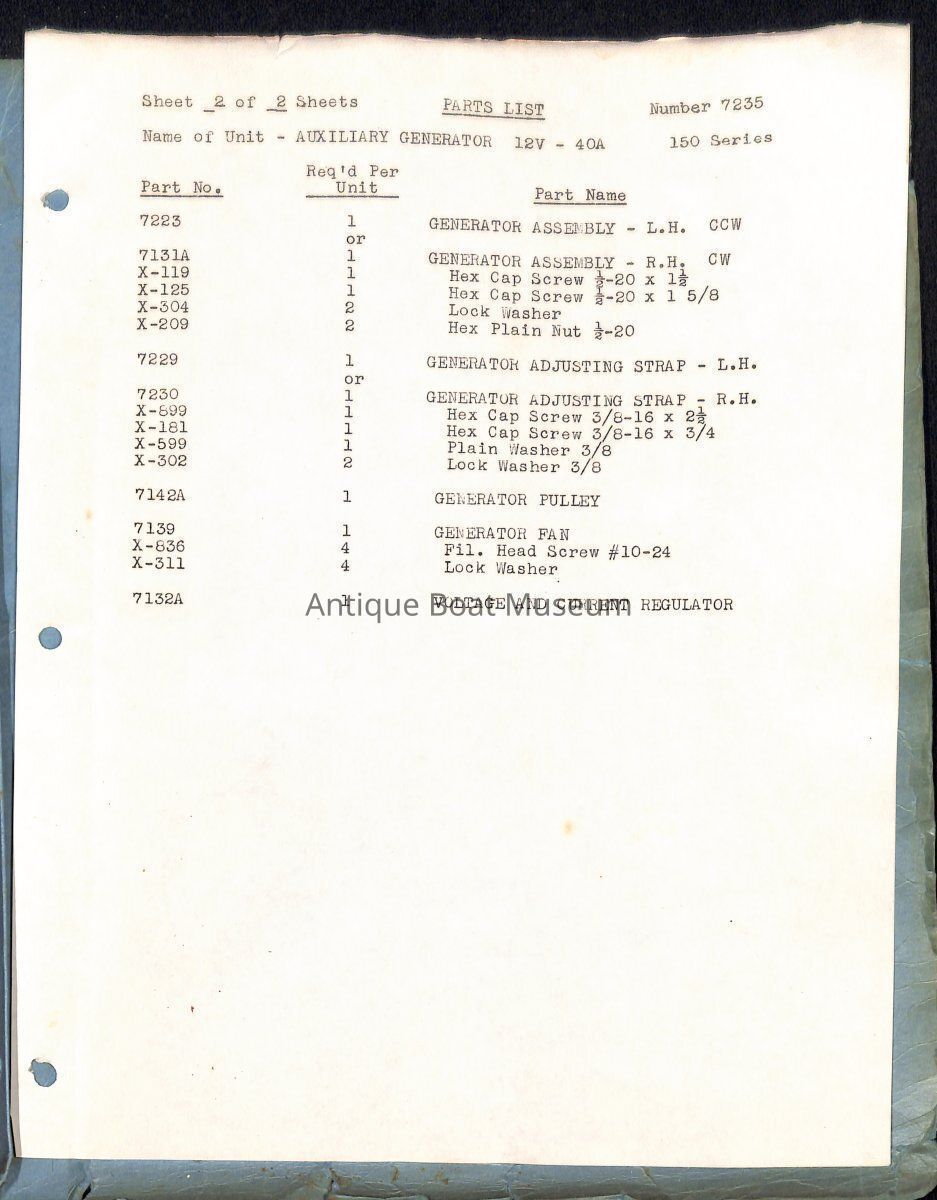 Sheet 2 of 2 Sheets PARTS LIST Number 7235
Name of Unit - AUXILIARY GENERATOR 12V - 40A 150 Series
Req'd Per
Part No. Unit Part Name
7223 1 GENERATOR ASSEMBLY - L.H. CCW
or
7131A 1 GENERATOR ASSEMBLY - R.H. CW
X-119 1 Hex Cap Screw ½-20 x 1½
X-125 1 Hex Cap Screw ½-20 x 1 5/8
X-304 2 Lock Washer
X-209 2 Hex Plain Nut ½-20
7229 1 GENERATOR ADJUSTING STRAP - L.H.
or
7230 1 GENERATOR ADJUSTING STRAP - R.H.
X-899 1 Hex Cap Screw 3/8-16 x 2½
X-181 1 Hex Cap Screw 3/8-16 x 3/4
X-599 1 Plain Washer 3/8
X-302 2 Lock Washer 3/8
7142A 1 GENERATOR PULLEY
7139 1 GENERATOR FAN
X-836 4 Fil. Head Screw #10-24
X-311 4 Lock Washer
7132A 1 VOLTAGE AND CURRENT REGULATOR
Antique Boat Museum